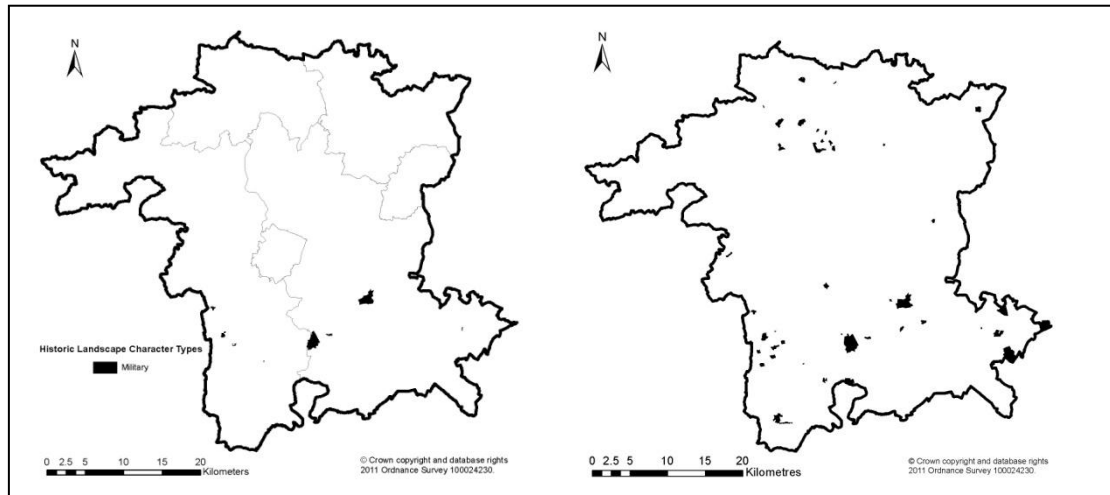 N
Historic Landscape Character Types
Military
0 2.5 5 10 15 20
Kilometers
© Crown copyright and database rights
2011 Ordnance Survey 100024230.
N
0 2.5 5 10 15 20
Kilometres
© Crown copyright and database rights
2011 Ordnance Survey 100024230.